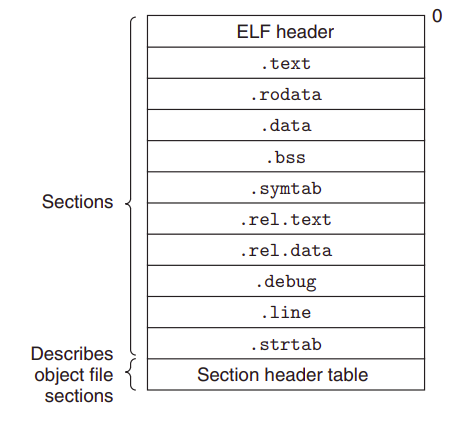 0
ELF header
.text
.rodata
.data
.bss
.symtab
.rel.text
.rel.data
.debug
.line
.strtab
Section header table
Sections
Describes
object file
sections